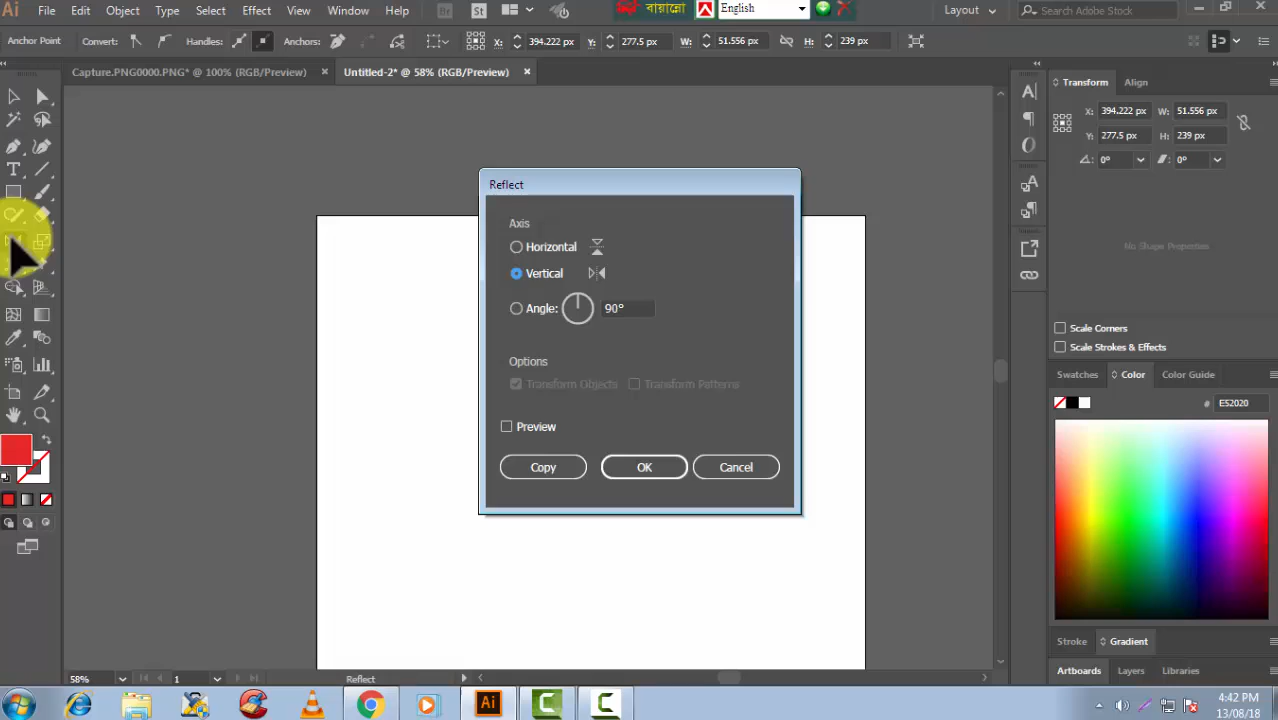 Ai File Edit Object Type Select Effect View Window Help Br St বায়ান্নো A English Layout Search Adobe Stock
Anchor Point Convert: Handles: Anchors: X: 394.222 px Y: 277.5 px W: 51.556 px H: 239 px
Capture.PNG0000.PNG* @ 100% (RGB/Preview) × Untitled-2* @ 58% (RGB/Preview) ×
Transform Align
X: 394.222 px W: 51.556 px
Y: 277.5 px H: 239 px
0° 0°
No Shape Properties
Scale Corners
Scale Strokes & Effects
Swatches Color Color Guide
# E52020
Stroke Gradient
Artboards Layers Libraries
Reflect
Axis
Horizontal
Vertical
Angle: 90°
Options
Transform Objects Transform Patterns
Preview
Copy OK Cancel
58% 1 Reflect
Ai
4:42 PM
13/08/18